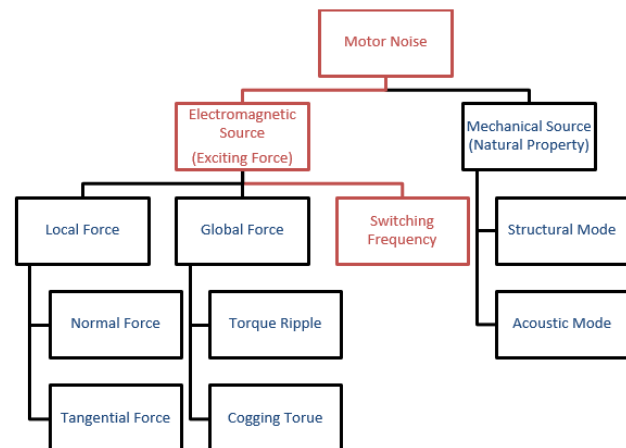 Motor Noise
Electromagnetic
Source
(Exciting Force)
Mechanical Source
(Natural Property)
Local Force
Global Force
Switching
Frequency
Structural Mode
Normal Force
Torque Ripple
Acoustic Mode
Tangential Force
Cogging Torue